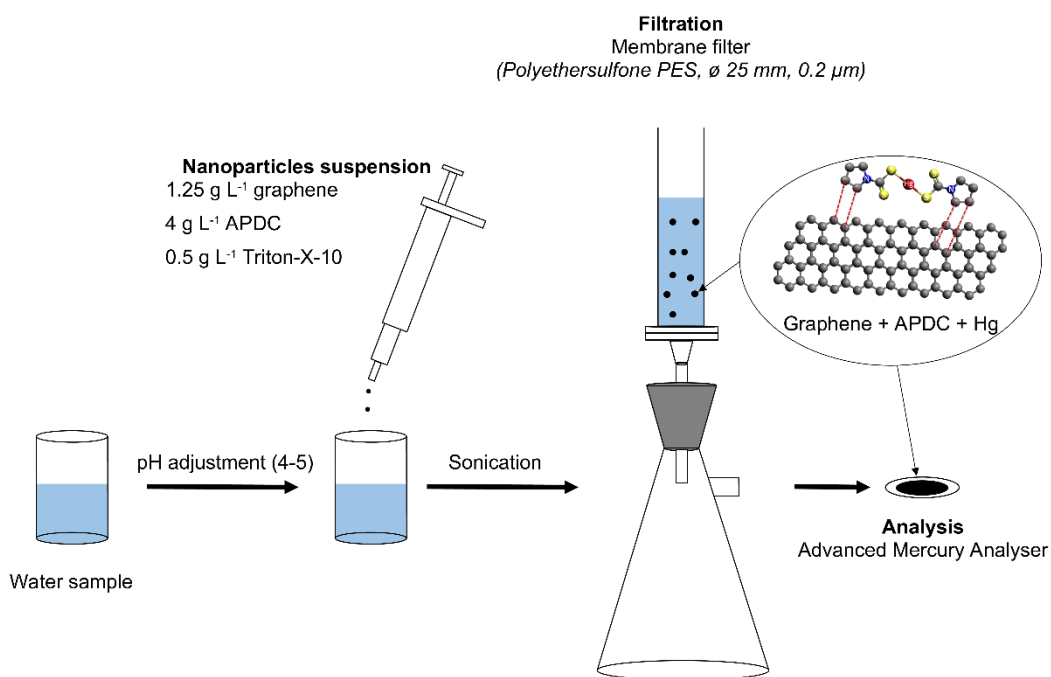 Filtration
Membrane filter
(Polyethersulfone PES, ø 25 mm, 0.2 µm)
Nanoparticles suspension
1.25 g L⁻¹ graphene
4 g L⁻¹ APDC
0.5 g L⁻¹ Triton-X-10
N
Hg
N
Graphene + APDC + Hg
pH adjustment (4-5)
Sonication
Water sample
Analysis
Advanced Mercury Analyser